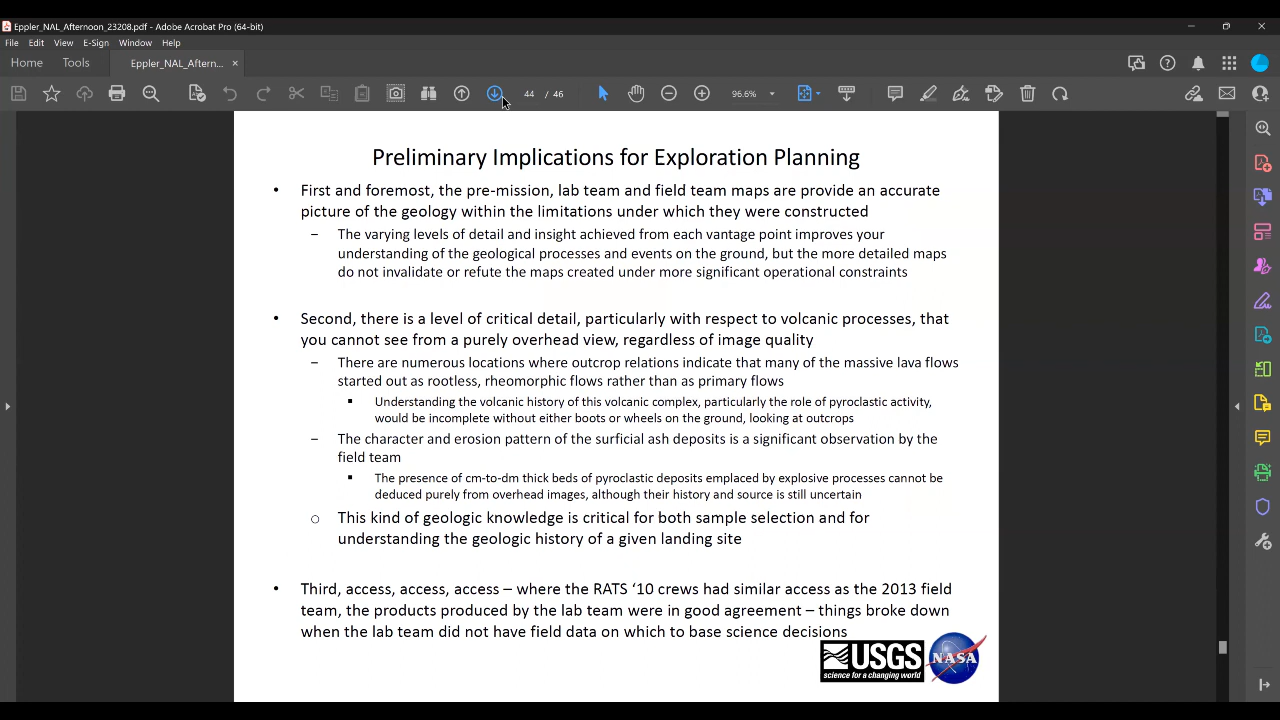 Eppler_NAL_Afternoon_23208.pdf - Adobe Acrobat Pro (64-bit)
File Edit View E-Sign Window Help
Home Tools Eppler_NAL_Aftern... ×
44 / 46 96.6%
Preliminary Implications for Exploration Planning
• First and foremost, the pre-mission, lab team and field team maps are provide an accurate
picture of the geology within the limitations under which they were constructed
– The varying levels of detail and insight achieved from each vantage point improves your
understanding of the geological processes and events on the ground, but the more detailed maps
do not invalidate or refute the maps created under more significant operational constraints
• Second, there is a level of critical detail, particularly with respect to volcanic processes, that
you cannot see from a purely overhead view, regardless of image quality
– There are numerous locations where outcrop relations indicate that many of the massive lava flows
started out as rootless, rheomorphic flows rather than as primary flows
▪ Understanding the volcanic history of this volcanic complex, particularly the role of pyroclastic activity,
would be incomplete without either boots or wheels on the ground, looking at outcrops
– The character and erosion pattern of the surficial ash deposits is a significant observation by the
field team
▪ The presence of cm-to-dm thick beds of pyroclastic deposits emplaced by explosive processes cannot be
deduced purely from overhead images, although their history and source is still uncertain
○ This kind of geologic knowledge is critical for both sample selection and for
understanding the geologic history of a given landing site
• Third, access, access, access – where the RATS ‘10 crews had similar access as the 2013 field
team, the products produced by the lab team were in good agreement – things broke down
when the lab team did not have field data on which to base science decisions
USGS
science for a changing world
NASA